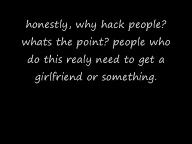 honestly, why hack people?
whats the point? people who
do this realy need to get a
girlfriend or something.